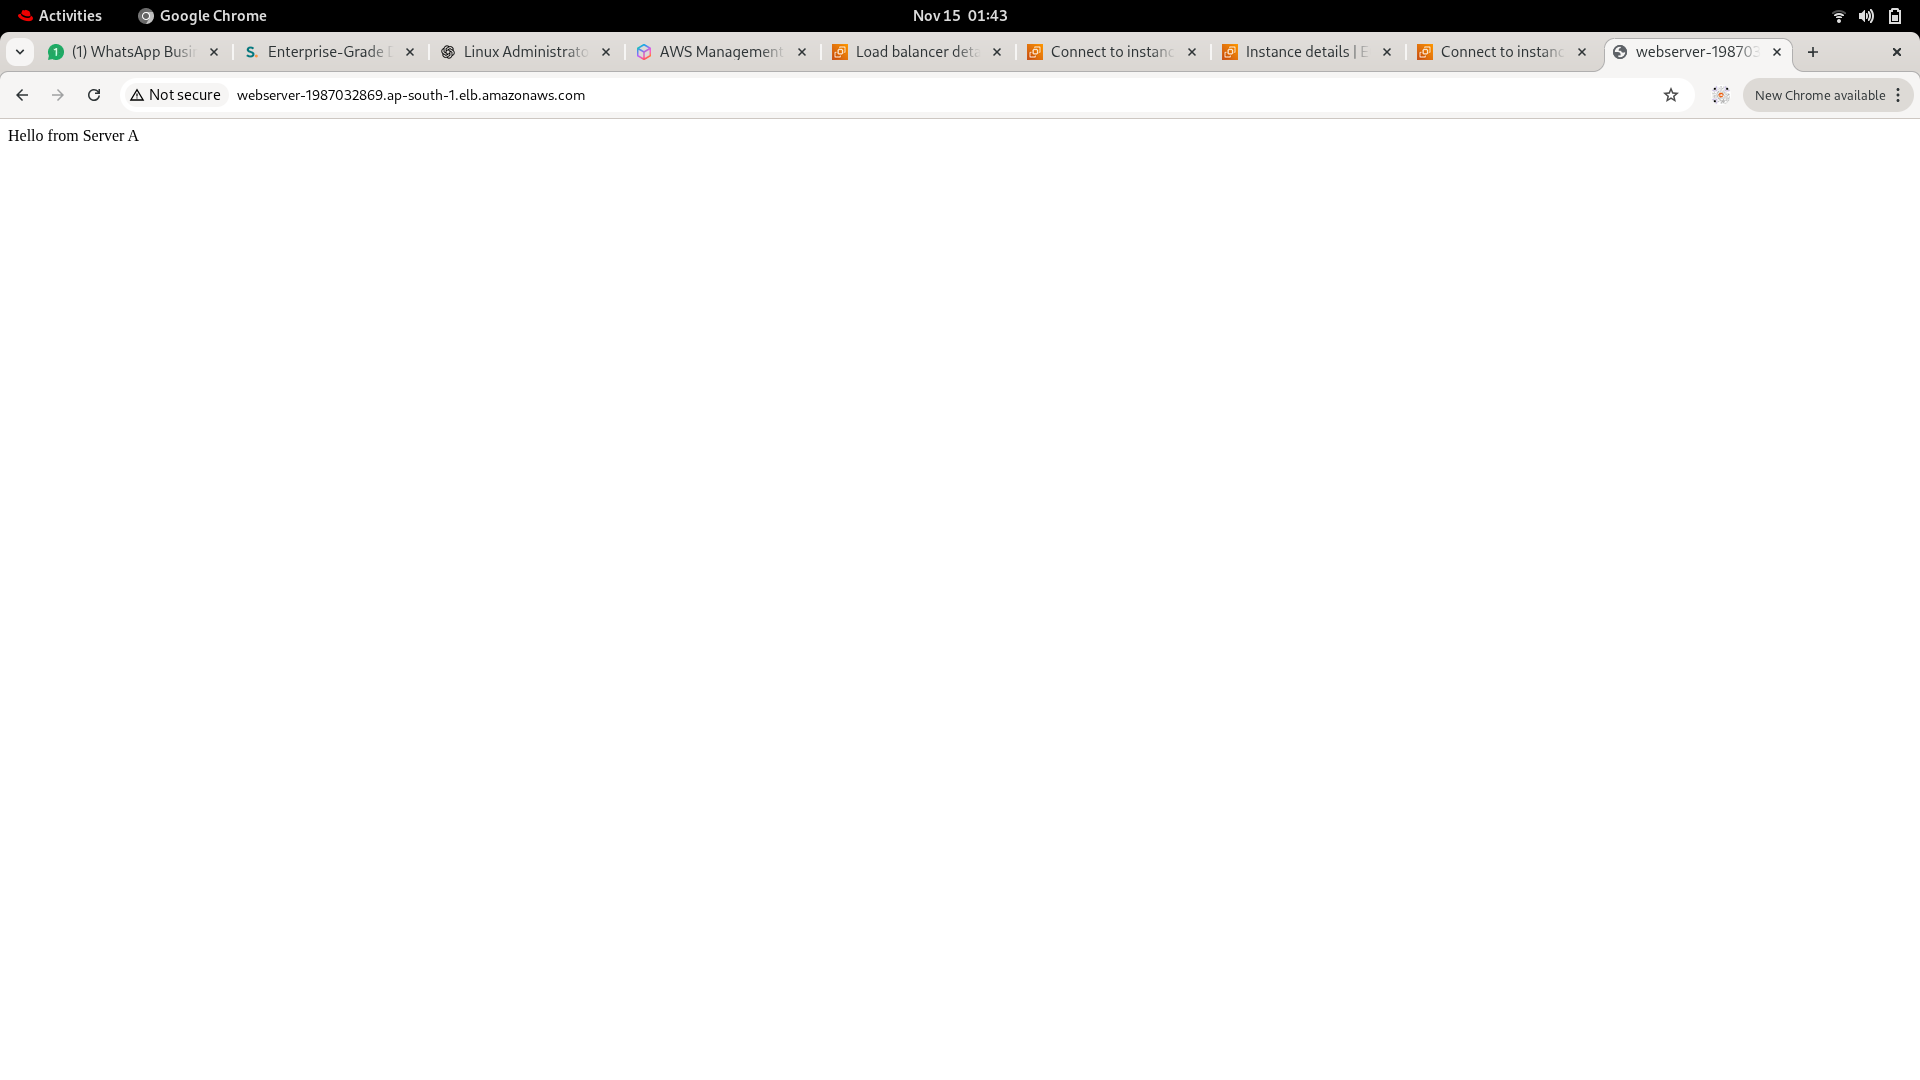 Activities Google Chrome Nov 15 01:43
(1) WhatsApp Busi Enterprise-Grade Linux Administrato AWS Management Load balancer deta Connect to instanc Instance details | E Connect to instanc webserver-198703
Not secure webserver-1987032869.ap-south-1.elb.amazonaws.com New Chrome available
Hello from Server A